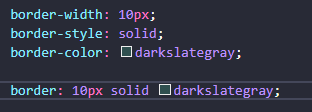 border-width: 10px;
border-style: solid;
border-color: darkslategray;
border: 10px solid darkslategray;